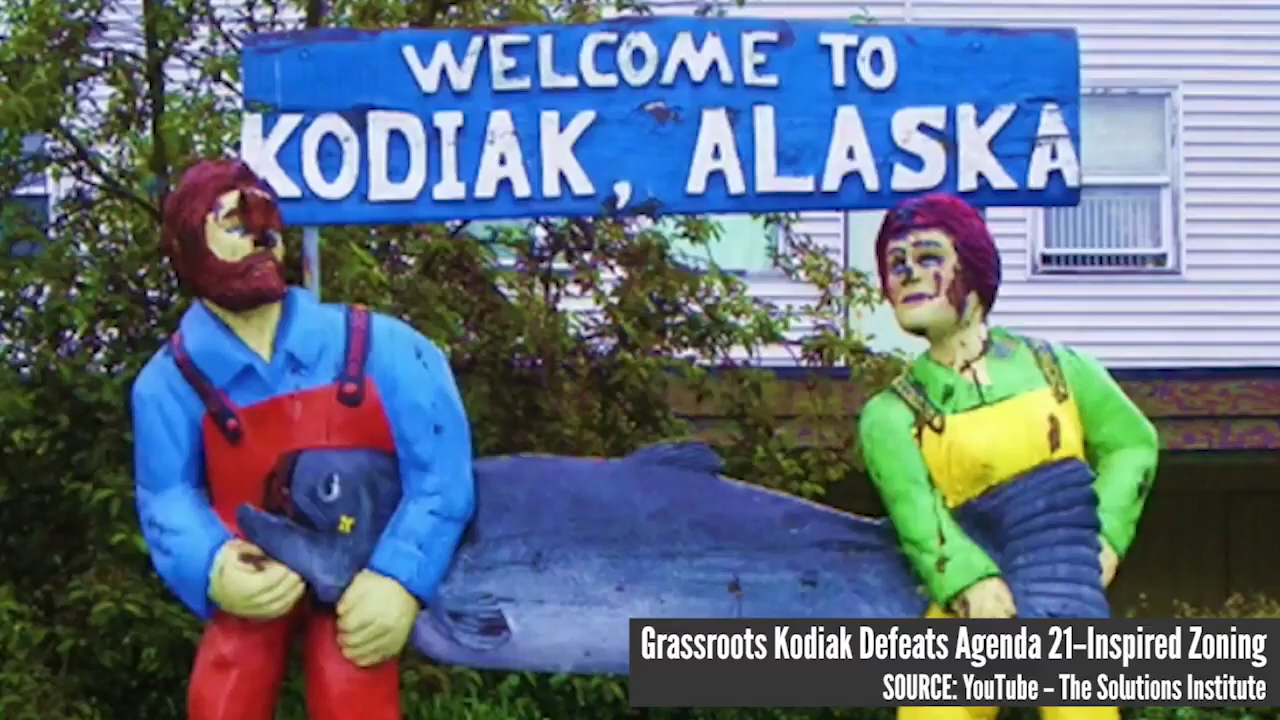 WELCOME TO
KODIAK, ALASKA
Grassroots Kodiak Defeats Agenda 21–Inspired Zoning
SOURCE: YouTube – The Solutions Institute